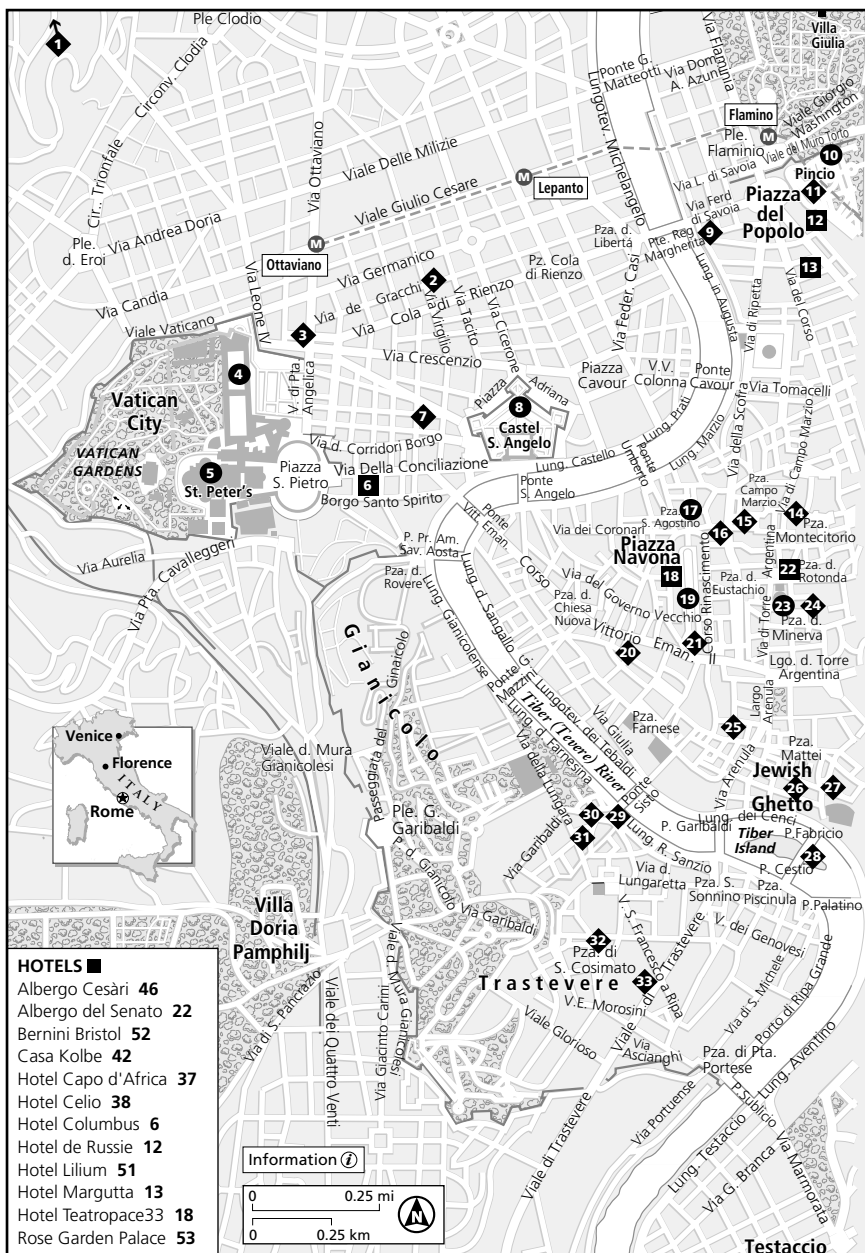 Ple Clodio
Villa
Giulia
1
Circonv. Clodia
Via Flaminia
Ponte G.
Matteotti
Via Dom.
A. Azuni
Lungotev. Michelangelo
Viale Giorgio
Washington
Flamino
M
Ple.
Flaminio
Viale del Muro Torto
10
Pincio
Cir.. Trionfale
Via Ottaviano
Viale Delle Milizie
Viale Giulio Cesare
M
Lepanto
Via L. di Savoia
Via Ferd
di Savoia
11
Piazza
del
Popolo
12
9
Pte. Reg.
Margherita
Pza. d.
Libertá
Via Andrea Doria
Ple.
d. Eroi
M
Ottaviano
Via Germanico
Pz. Cola
di Rienzo
13
2
Via Candia
Via Leone IV
Via de Gracchi
Via Cola di Rienzo
Via Virgilio
Via Tacito
Via Cicerone
Via Feder. Casi
Lung. in Augusta
Via di Ripetta
Via del Corso
Viale Vaticano
3
Via Crescenzio
4
V. di Pta.
Angelica
Piazza
Cavour
V.V.
Colonna
Ponte
Cavour
Via Tomacelli
Vatican
City
Piazza
Adriana
8
Castel
S. Angelo
7
Lung. Prati
Lung. Marzio
Via della Scrofa
Via di Campo Marzio
VATICAN
GARDENS
5
St. Peter's
Piazza
S. Pietro
Via d. Corridori Borgo
Via Della Conciliazione
6
Borgo Santo Spirito
Lung. Castello
Ponte
Umberto
Ponte
S. Angelo
Pza.
Campo
Marzio
17
Pza.
S. Agostino
16
15
14
Pza.
Montecitorio
Ponte
Vitt. Eman.
Via dei Coronari
Via Aurelia
Via Pta. Cavalleggeri
P. Pr. Am.
Sav. Aosta
Pza. d.
Rovere
Piazza
Navona
18
Corso Rinascimento
Argentina
22
Pza. d.
Rotonda
Pza. d.
Eustachio
Corso
Via del Governo Vecchio
19
23
24
Pza. d.
Minerva
Via di Torre
Pza. d.
Chiesa
Nuova
Vittorio
Eman. II
20
21
Lung. d. Sangallo
Lung. Gianicolense
Gianicolo
Passeggiata del
Ginaicolo
Lgo. d. Torre
Argentina
Ponte G.
Mazzini
Lungotev. dei Tebaldi
Via Giulia
Tiber (Tevere) River
Lung. d. Farnesina
Via della Lungara
Pza.
Farnese
Largo
Arenula
25
Via Arenula
Pza.
Mattei
Jewish
Ghetto
26
27
Venice
Florence
ITALY
Rome
Viale d. Mura
Gianicolesi
Ponte
Sisto
30
29
31
Via Garibaldi
Ple. G.
Garibaldi
P. d. Gianicolo
Lung. dei Cenci
P. Garibaldi
Tiber
Island
P.Fabricio
28
P. Cestio
Lung. R. Sanzio
Via d.
Lungaretta
Pza. S.
Sonnino
Pza.
Piscinula
P.Palatino
Villa
Doria
Pamphilj
Via Garibaldi
V. dei Genovesi
32
Pza. di
S. Cosimato
V. S. Francesco a Ripa
Viale di Trastevere
33
Trastevere
V.E. Morosini
Via di S. Michele
Porto di Ripa Grande
Viale d. Mura Gianicolesi
Via di S. Pancrazio
Viale dei Quattro Venti
Via Giacinto Carini
Viale Glorioso
Via
Ascianghi
Pza. di Pta.
Portese
Lung. Aventino
P.Sublicio
Via Portuense
Viale di Trastevere
Lung. Testaccio
Via G. Branca
Via Marmorata
Testaccio
HOTELS
Albergo Cesàri 46
Albergo del Senato 22
Bernini Bristol 52
Casa Kolbe 42
Hotel Capo d'Africa 37
Hotel Celio 38
Hotel Columbus 6
Hotel de Russie 12
Hotel Lilium 51
Hotel Margutta 13
Hotel Teatropace33 18
Rose Garden Palace 53
Information i
0 0.25 mi
0 0.25 km
N